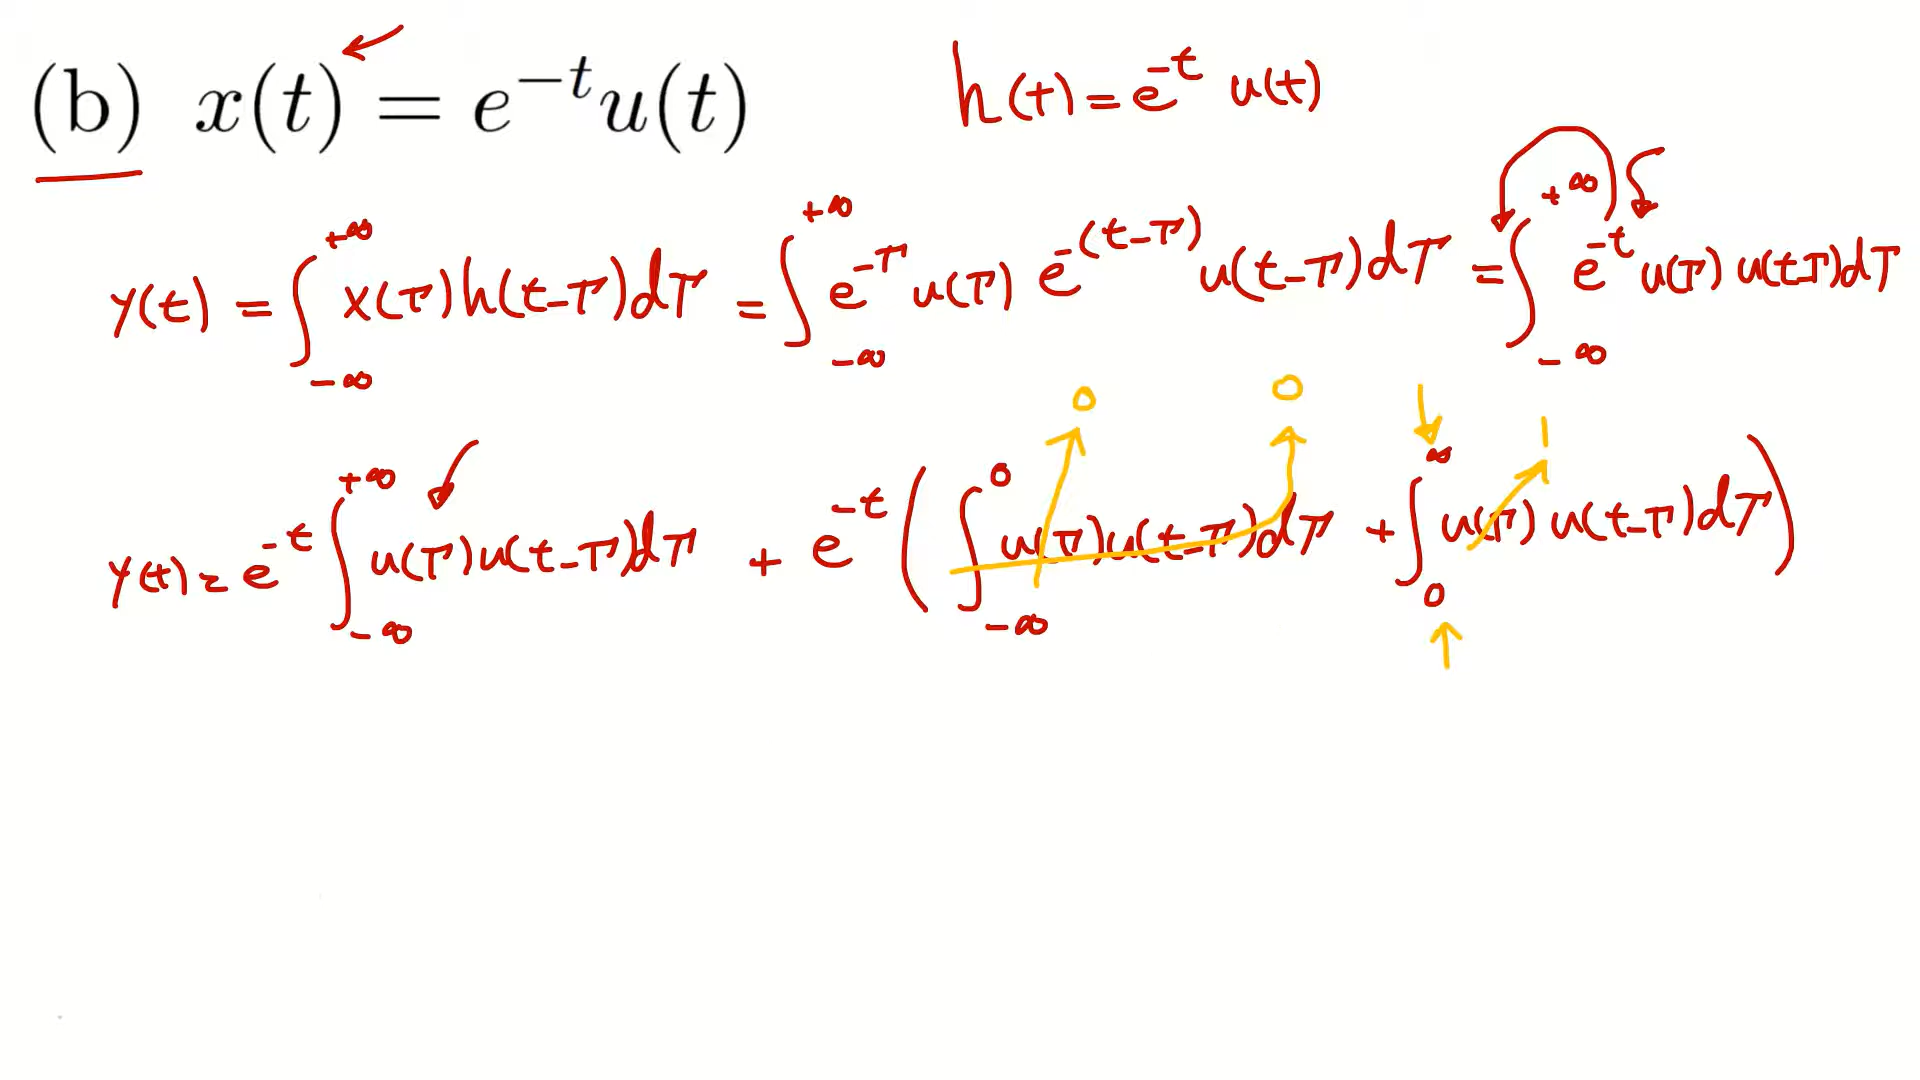 (b) x(t) = e^{-t}u(t) h(t) = e^{-t} u(t)
y(t) = ∫_{-∞}^{+∞} x(τ)h(t-τ)dτ = ∫_{-∞}^{+∞} e^{-τ} u(τ) e^{-(t-τ)} u(t-τ)dτ = ∫_{-∞}^{+∞} e^{-t} u(τ) u(t-τ)dτ
0 0 1
y(t) = e^{-t} ∫_{-∞}^{+∞} u(τ)u(t-τ)dτ + e^{-t} ( ∫_{-∞}^{0} u(τ)u(t-τ)dτ + ∫_{0}^{∞} u(τ) u(t-τ)dτ )